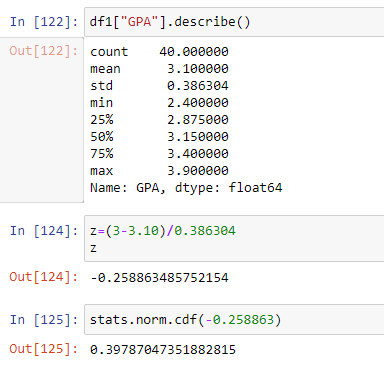 In [122]: df1["GPA"].describe()
Out[122]: count    40.000000
mean      3.100000
std       0.386304
min       2.400000
25%       2.875000
50%       3.150000
75%       3.400000
max       3.900000
Name: GPA, dtype: float64
In [124]: z=(3-3.10)/0.386304
z
Out[124]: -0.258863485752154
In [125]: stats.norm.cdf(-0.258863)
Out[125]: 0.39787047351882815